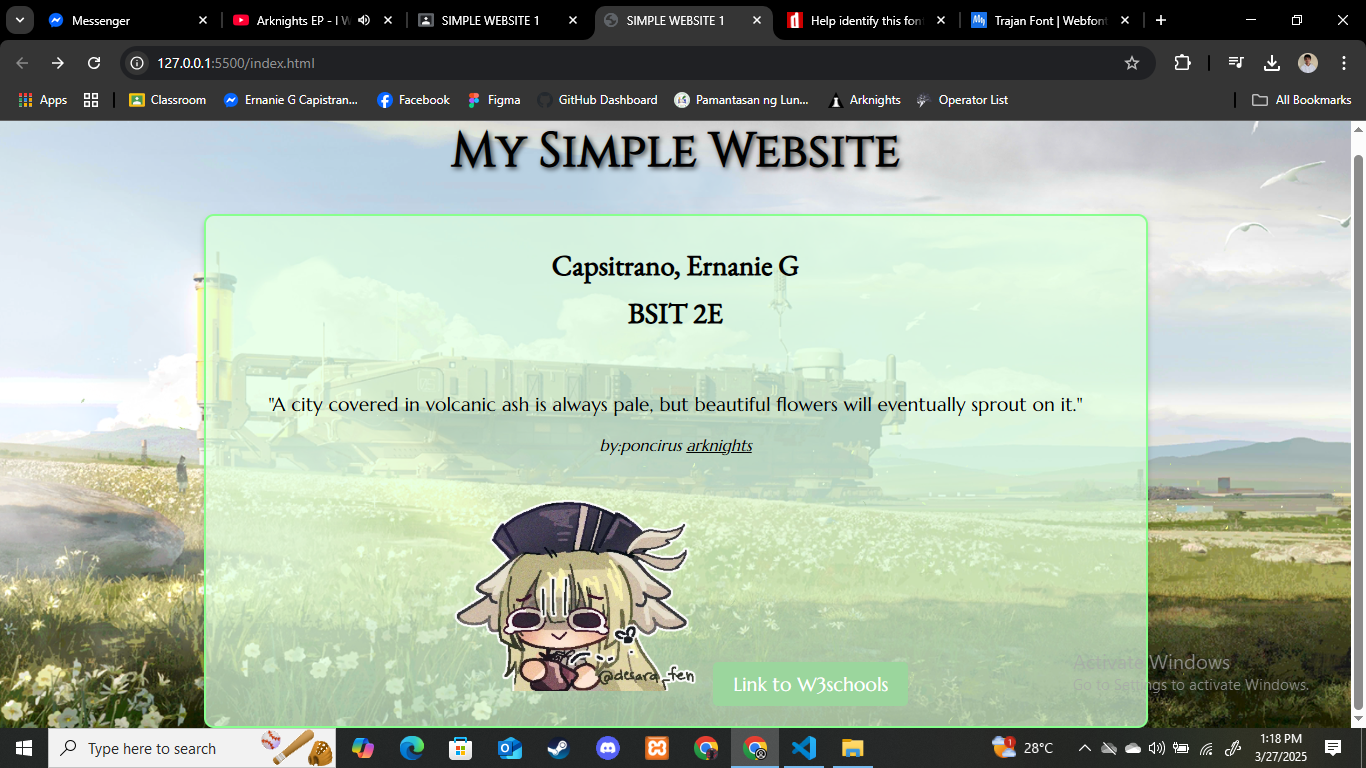 Messenger
Arknights EP - I W
SIMPLE WEBSITE 1
SIMPLE WEBSITE 1
Help identify this font
Trajan Font | Webfont
127.0.0.1:5500/index.html
Apps
Classroom
Ernanie G Capistran...
Facebook
Figma
GitHub Dashboard
Pamantasan ng Lun...
Arknights
Operator List
All Bookmarks
My Simple Website
Capsitrano, Ernanie G
BSIT 2E
"A city covered in volcanic ash is always pale, but beautiful flowers will eventually sprout on it."
by:poncirus arknights
@desara_fen
Link to W3schools
Activate Windows
Go to Settings to activate Windows.
Type here to search
1
28°C
1:18 PM
3/27/2025